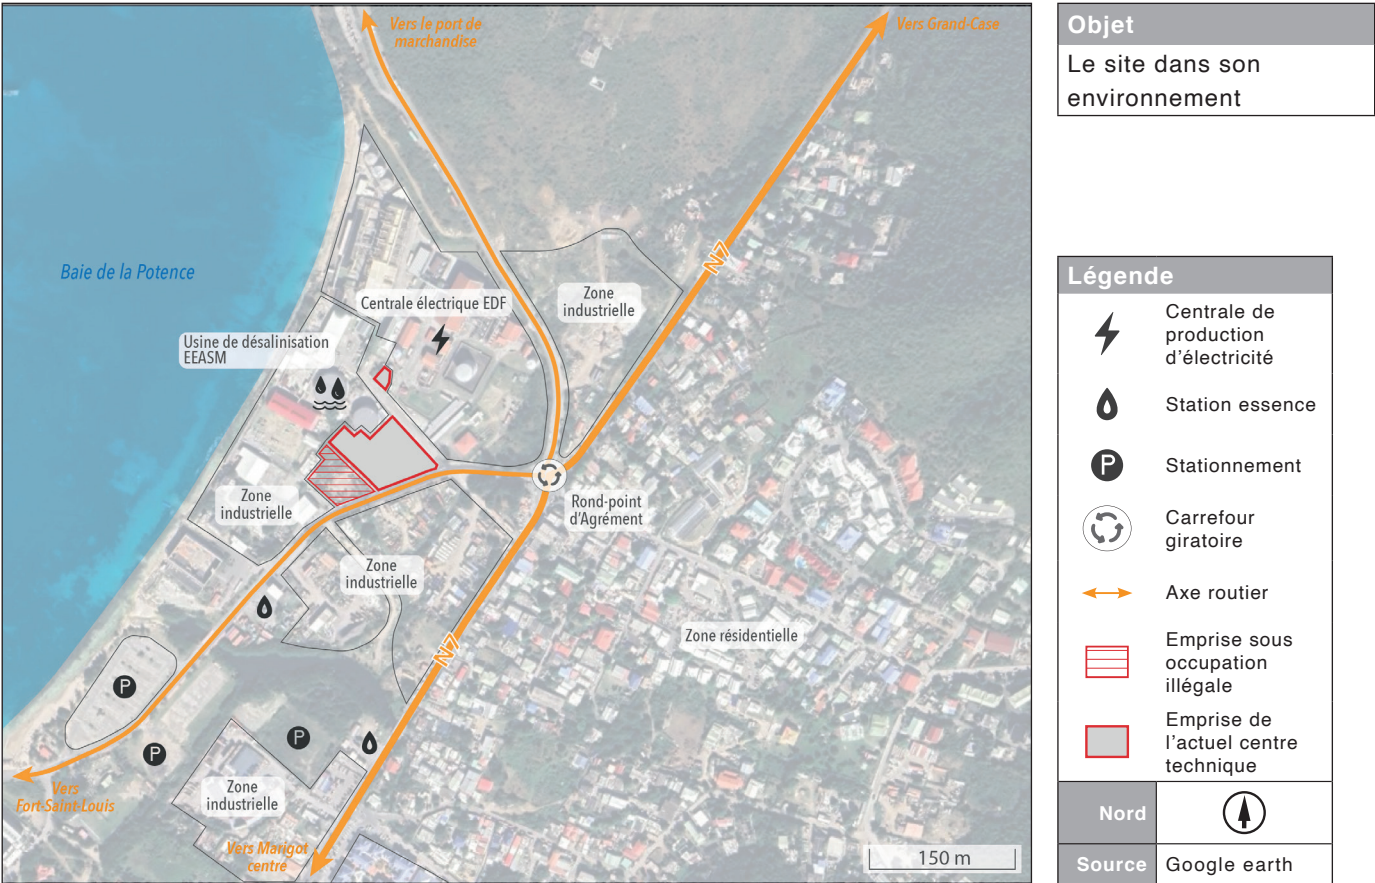 Vers le port de
marchandise
Vers Grand-Case
Baie de la Potence
N7
Centrale électrique EDF
Zone
industrielle
Usine de désalinisation
EEASM
Zone
industrielle
Rond-point
d'Agrément
Zone
industrielle
P
Zone résidentielle
N7
P
P
Vers
Fort-Saint-Louis
Zone
industrielle
Vers Marigot
centre
150 m
Objet
Le site dans son
environnement
Légende
Centrale de
production
d'électricité
Station essence
P
Stationnement
Carrefour
giratoire
Axe routier
Emprise sous
occupation
illégale
Emprise de
l'actuel centre
technique
Nord
Source
Google earth